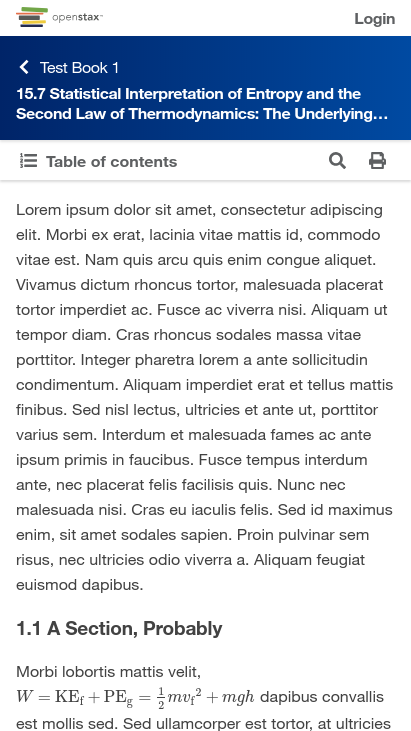 openstax™
Login
Test Book 1
15.7 Statistical Interpretation of Entropy and the
Second Law of Thermodynamics: The Underlying…
Table of contents
Lorem ipsum dolor sit amet, consectetur adipiscing
elit. Morbi ex erat, lacinia vitae mattis id, commodo
vitae est. Nam quis arcu quis enim congue aliquet.
Vivamus dictum rhoncus tortor, malesuada placerat
tortor imperdiet ac. Fusce ac viverra nisi. Aliquam ut
tempor diam. Cras rhoncus sodales massa vitae
porttitor. Integer pharetra lorem a ante sollicitudin
condimentum. Aliquam imperdiet erat et tellus mattis
finibus. Sed nisl lectus, ultricies et ante ut, porttitor
varius sem. Interdum et malesuada fames ac ante
ipsum primis in faucibus. Fusce tempus interdum
ante, nec placerat felis facilisis quis. Nunc nec
malesuada nisi. Cras eu iaculis felis. Sed id maximus
enim, sit amet sodales sapien. Proin pulvinar sem
risus, nec ultricies odio viverra a. Aliquam feugiat
euismod dapibus.
1.1 A Section, Probably
Morbi lobortis mattis velit,
W = KE_f + PE_g = 1/2 mv_f² + mgh dapibus convallis
est mollis sed. Sed ullamcorper est tortor, at ultricies